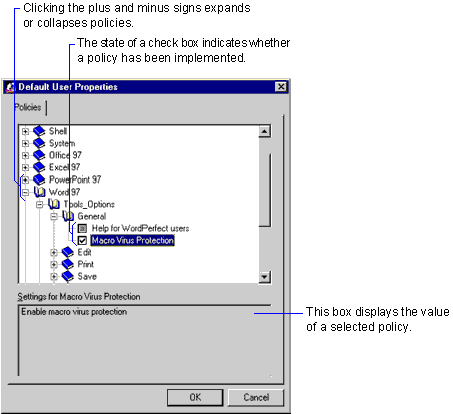 Clicking the plus and minus signs expands
or collapses policies.
The state of a check box indicates whether
a policy has been implemented.
Default User Properties
Policies
Shell
System
Office 97
Excel 97
PowerPoint 97
Word 97
Tools_Options
General
Help for WordPerfect users
Macro Virus Protection
Edit
Print
Save
Settings for Macro Virus Protection
Enable macro virus protection
This box displays the value
of a selected policy.
OK
Cancel